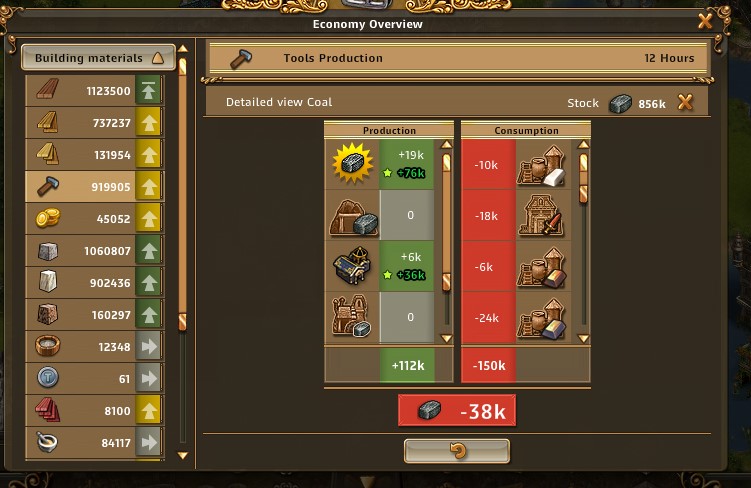 Economy Overview
Building materials
Tools Production 12 Hours
Detailed view Coal Stock 856k
1123500
737237
131954
919905
45052
1060807
902436
160297
12348
T 61
8100
84117
Production
+19k
+76k
0
+6k
+36k
0
+112k
Consumption
-10k
-18k
-6k
-24k
-150k
-38k